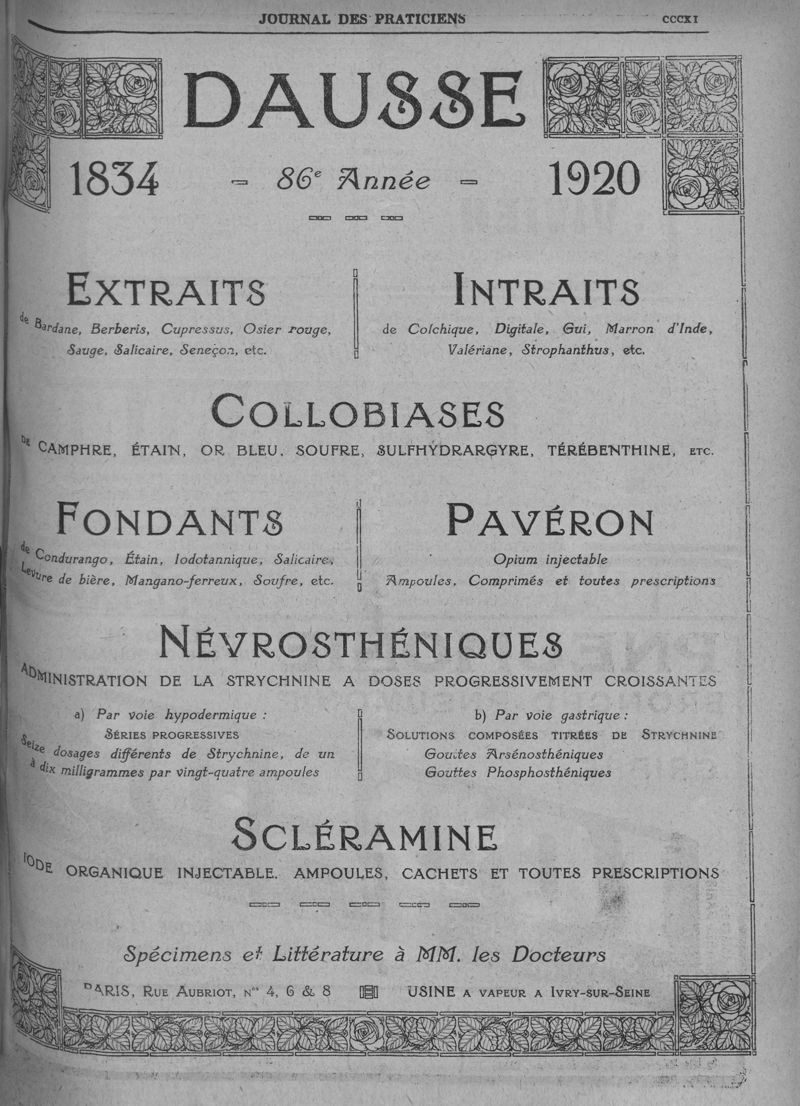 JOURNAL DES PRATICIENS
CCCXI
DAUSSE
1834 - 86e Année - 1920
EXTRAITS
de Bardane, Berberis, Cupressus, Osier rouge,
Sauge, Salicaire, Seneçon, etc.
INTRAITS
de Colchique, Digitale, Gui, Marron d'Inde,
Valériane, Strophanthus, etc.
COLLOBIASES
DE CAMPHRE, ÉTAIN, OR BLEU, SOUFRE, SULFHYDRARGYRE, TÉRÉBENTHINE, ETC.
FONDANTS
de Condurango, Étain, Iodotannique, Salicaire,
Levure de bière, Mangano-ferreux, Soufre, etc.
PAVÉRON
Opium injectable
Ampoules, Comprimés et toutes prescriptions
NÉVROSTHÉNIQUES
ADMINISTRATION DE LA STRYCHNINE A DOSES PROGRESSIVEMENT CROISSANTES
a) Par voie hypodermique :
SÉRIES PROGRESSIVES
Seize dosages différents de Strychnine, de un
à dix milligrammes par vingt-quatre ampoules
b) Par voie gastrique :
SOLUTIONS COMPOSÉES TITRÉES DE STRYCHNINE
Gouttes Arsénosthéniques
Gouttes Phosphosthéniques
SCLÉRAMINE
IODE ORGANIQUE INJECTABLE. AMPOULES, CACHETS ET TOUTES PRESCRIPTIONS
Spécimens et Littérature à MM. les Docteurs
PARIS, RUE AUBRIOT, Nos 4, 6 & 8 USINE A VAPEUR A IVRY-SUR-SEINE